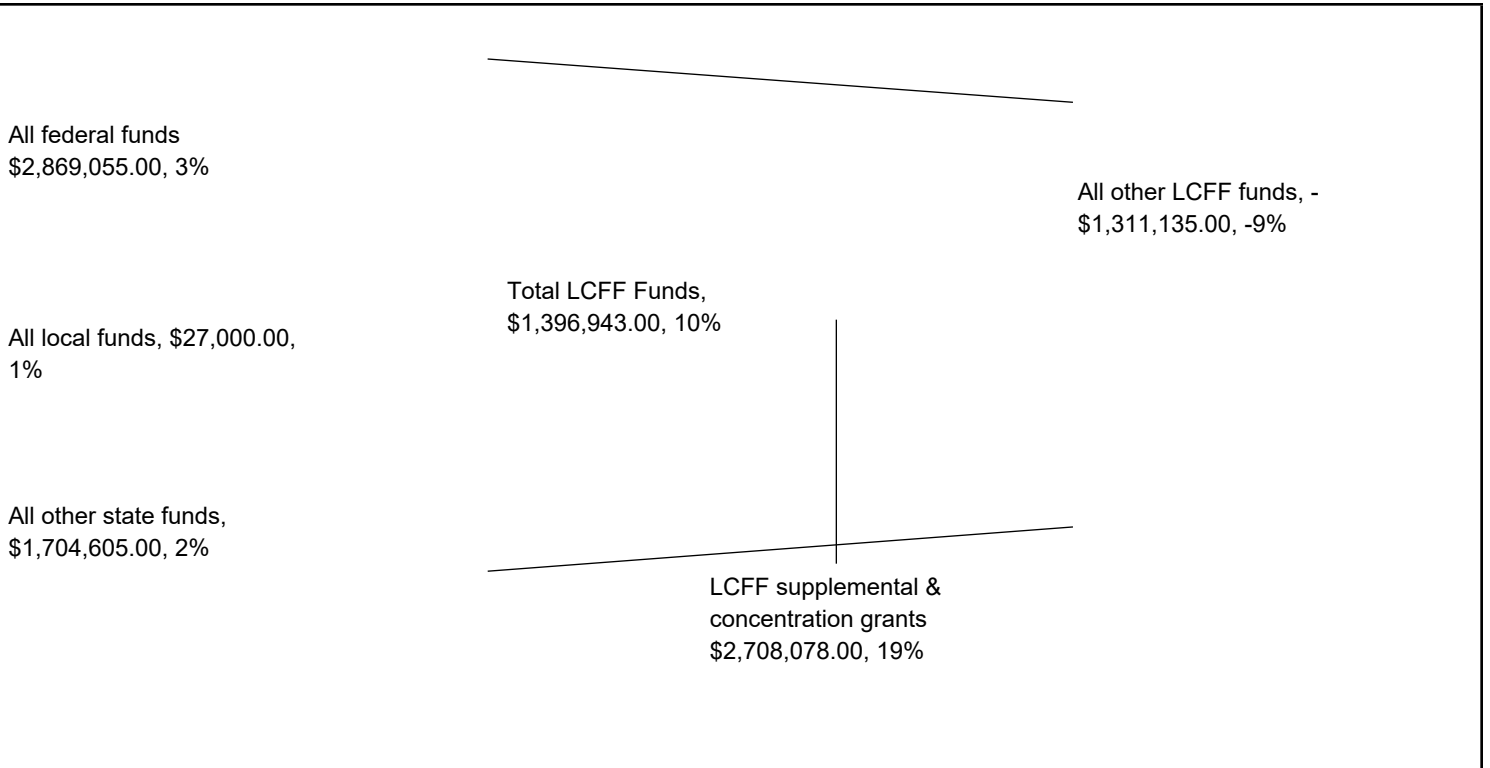 All federal funds
$2,869,055.00, 3%
All local funds, $27,000.00,
1%
All other state funds,
$1,704,605.00, 2%
Total LCFF Funds,
$1,396,943.00, 10%
LCFF supplemental &
concentration grants
$2,708,078.00, 19%
All other LCFF funds, -
$1,311,135.00, -9%